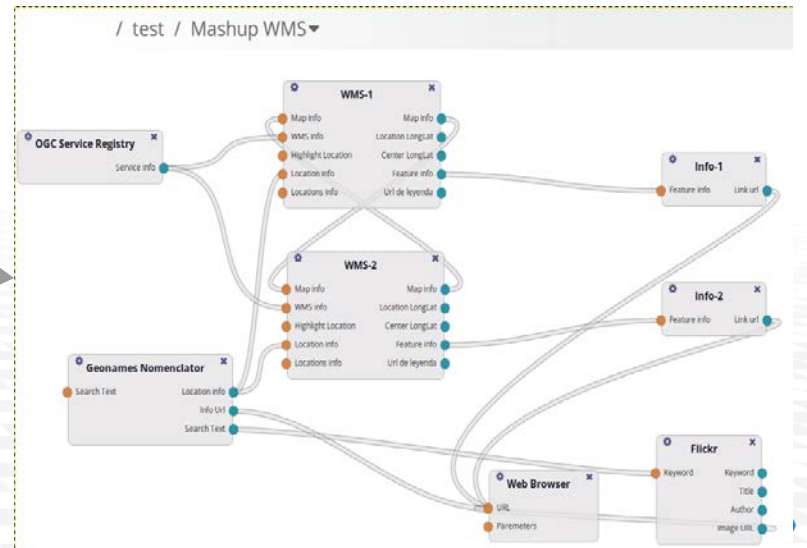 / test / Mashup WMS
OGC Service Registry
Service info
WMS-1
Map info
Map info
WMS info
Location LongLat
Highlight Location
Center LongLat
Location info
Feature info
Locations Info
Url de leyenda
Info-1
Feature info
Link url
WMS-2
Map info
Map info
WMS info
Location LongLat
Highlight Location
Center LongLat
Location info
Feature info
Locations info
Url de leyenda
Info-2
Feature info
Link url
Geonames Nomenclator
Search Text
Location info
Info Url
Search Text
Flickr
Keyword
Keyword
Title
Author
Image URL
Web Browser
URL
Paremeters